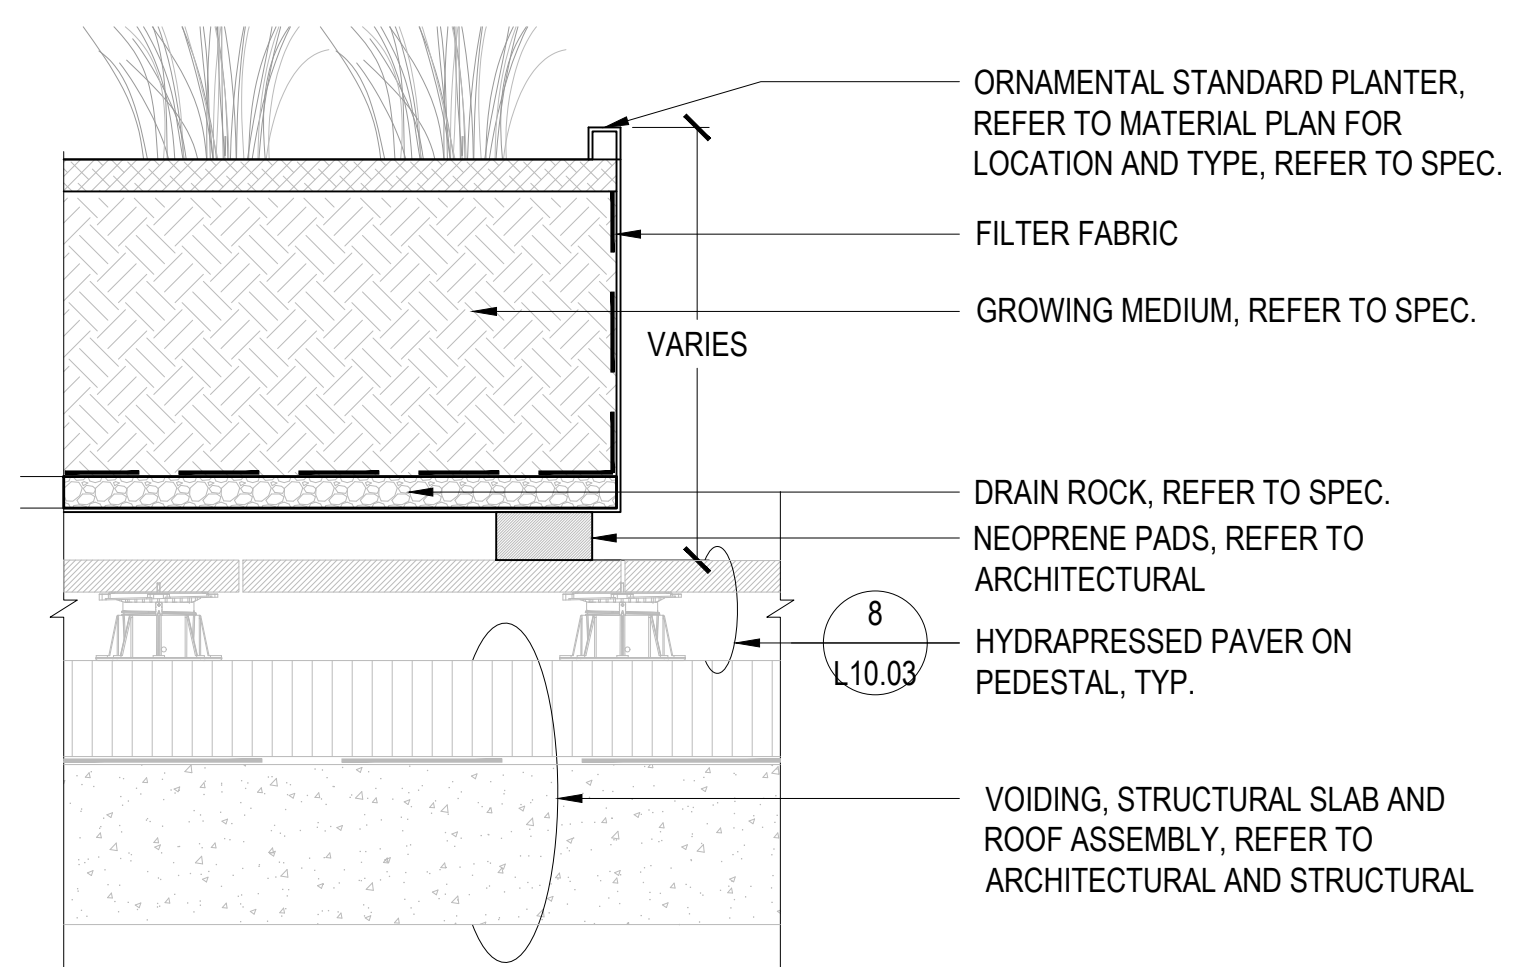 ORNAMENTAL STANDARD PLANTER,
REFER TO MATERIAL PLAN FOR
LOCATION AND TYPE, REFER TO SPEC.
FILTER FABRIC
GROWING MEDIUM, REFER TO SPEC.
VARIES
DRAIN ROCK, REFER TO SPEC.
NEOPRENE PADS, REFER TO
ARCHITECTURAL
8
L10.03
HYDRAPRESSED PAVER ON
PEDESTAL, TYP.
VOIDING, STRUCTURAL SLAB AND
ROOF ASSEMBLY, REFER TO
ARCHITECTURAL AND STRUCTURAL